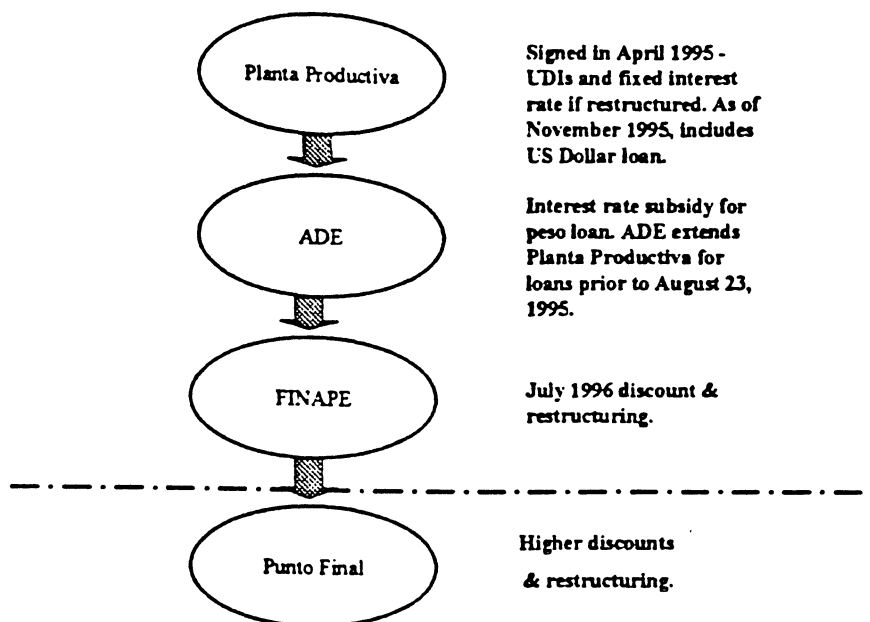 Planta Productiva
Signed in April 1995 -
UDIs and fixed interest
rate if restructured. As of
November 1995, includes
US Dollar loan.
ADE
Interest rate subsidy for
peso loan. ADE extends
Planta Productiva for
loans prior to August 23,
1995.
FINAPE
July 1996 discount &
restructuring.
Punto Final
Higher discounts
& restructuring.